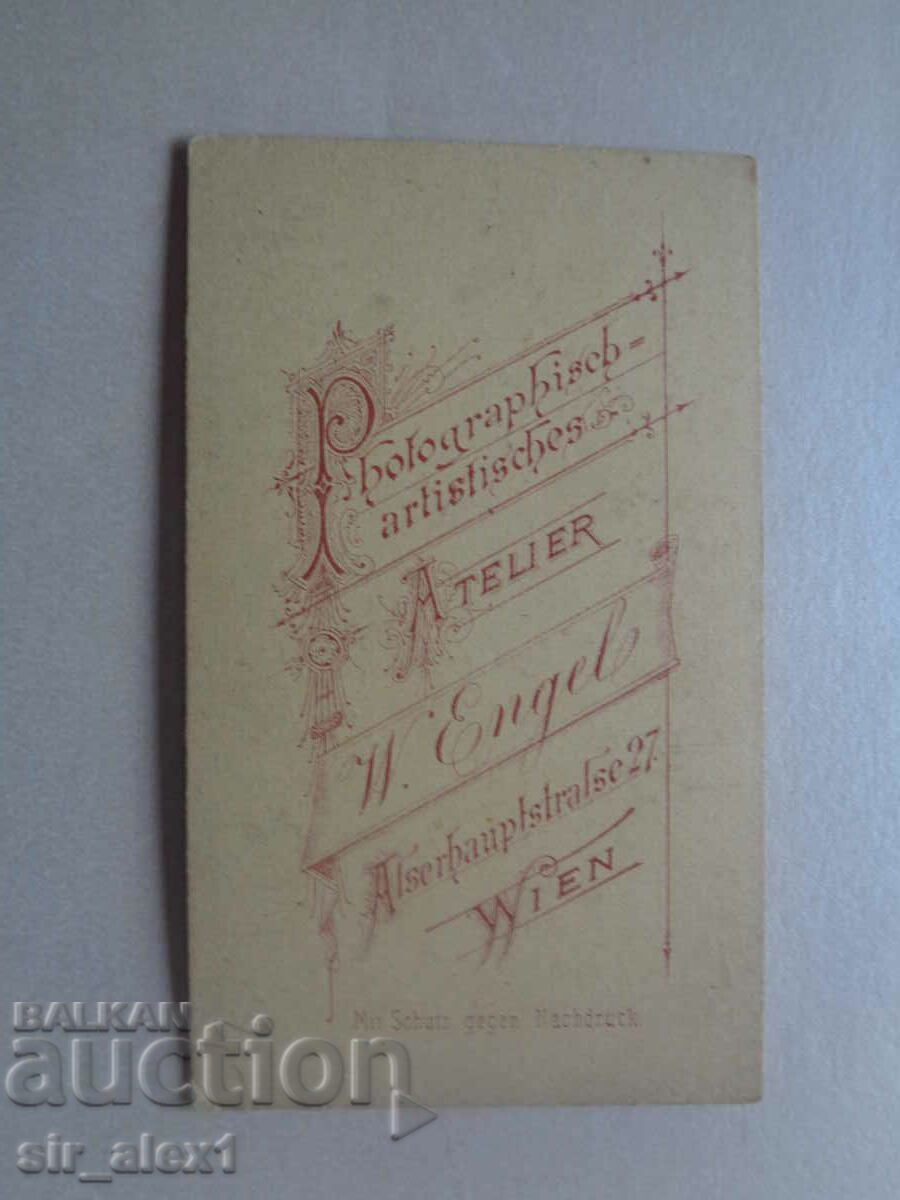 Photographisch=
artistisches
ATELIER
W. Engel
Alserhauptstraſse 27.
WIEN
Mit Schutz gegen Nachdruck.
BALKAN
auction
sir_alex1